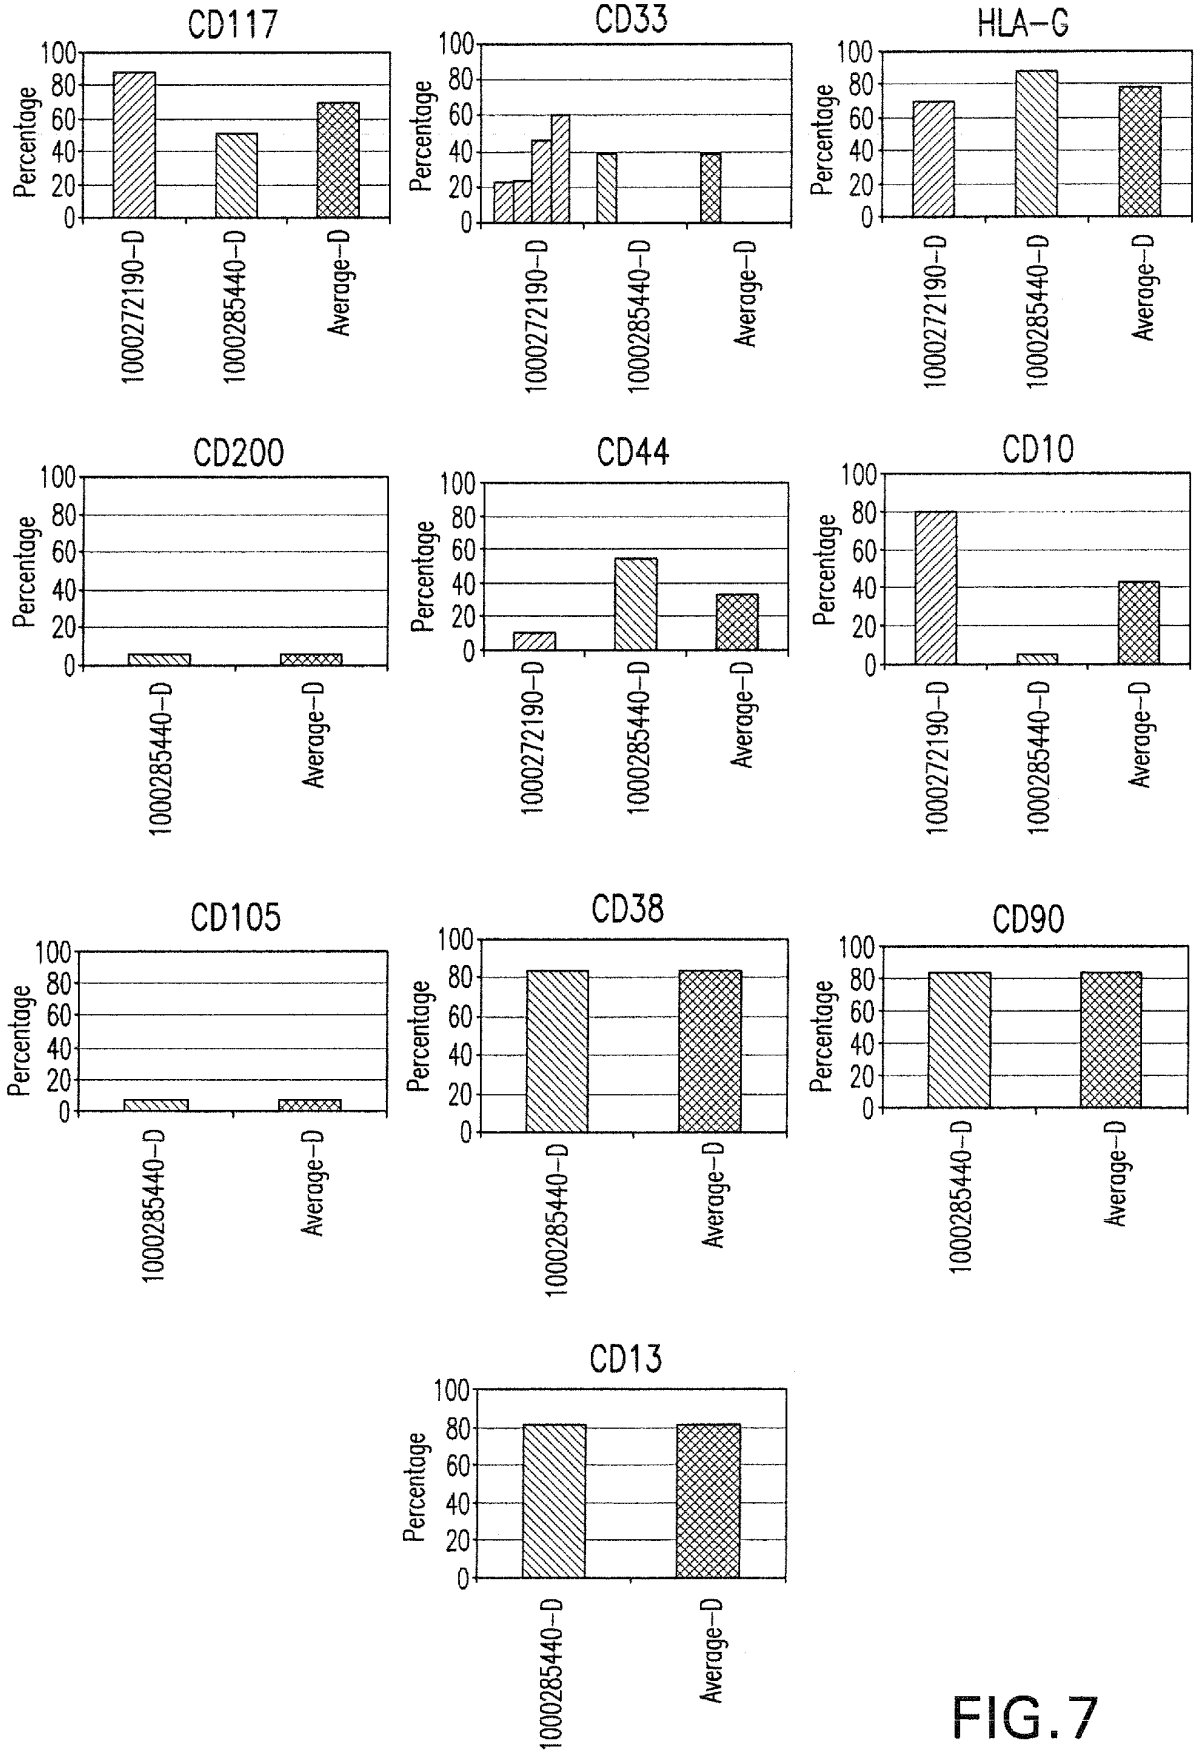 CD117
Percentage
100
80
60
40
20
0
1000272190-D
1000285440-D
Average-D
CD33
Percentage
100
80
60
40
20
0
1000272190-D
1000285440-D
Average-D
HLA-G
Percentage
100
80
60
40
20
0
1000272190-D
1000285440-D
Average-D
CD200
Percentage
100
80
60
40
20
0
1000285440-D
Average-D
CD44
Percentage
100
80
60
40
20
0
1000272190-D
1000285440-D
Average-D
CD10
Percentage
100
80
60
40
20
0
1000272190-D
1000285440-D
Average-D
CD105
Percentage
100
80
60
40
20
0
1000285440-D
Average-D
CD38
Percentage
100
80
60
40
20
0
1000285440-D
Average-D
CD90
Percentage
100
80
60
40
20
0
1000285440-D
Average-D
CD13
Percentage
100
80
60
40
20
0
1000285440-D
Average-D
FIG.7